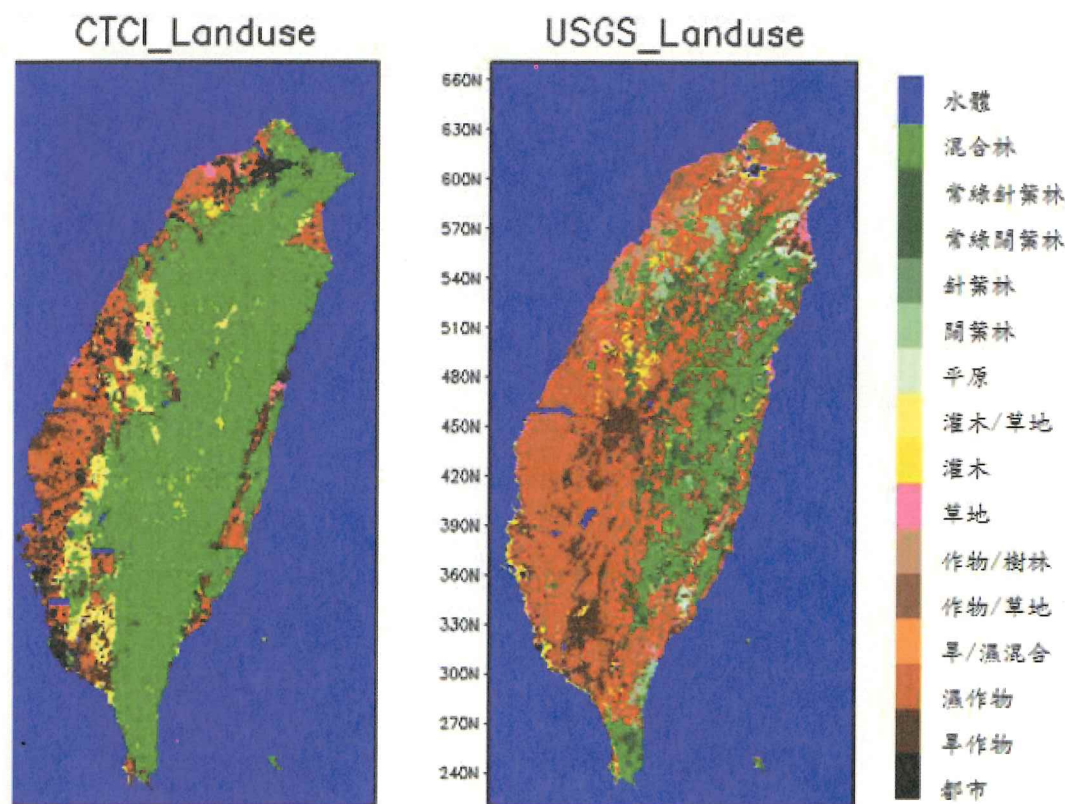 CTCI_Landuse
USGS_Landuse
660N
630N
600N
570N
540N
510N
480N
450N
420N
390N
360N
330N
300N
270N
240N
水體
混合林
常綠針葉林
常綠闊葉林
針葉林
闊葉林
平原
灌木/草地
灌木
草地
作物/樹林
作物/草地
旱/濕混合
濕作物
旱作物
都市